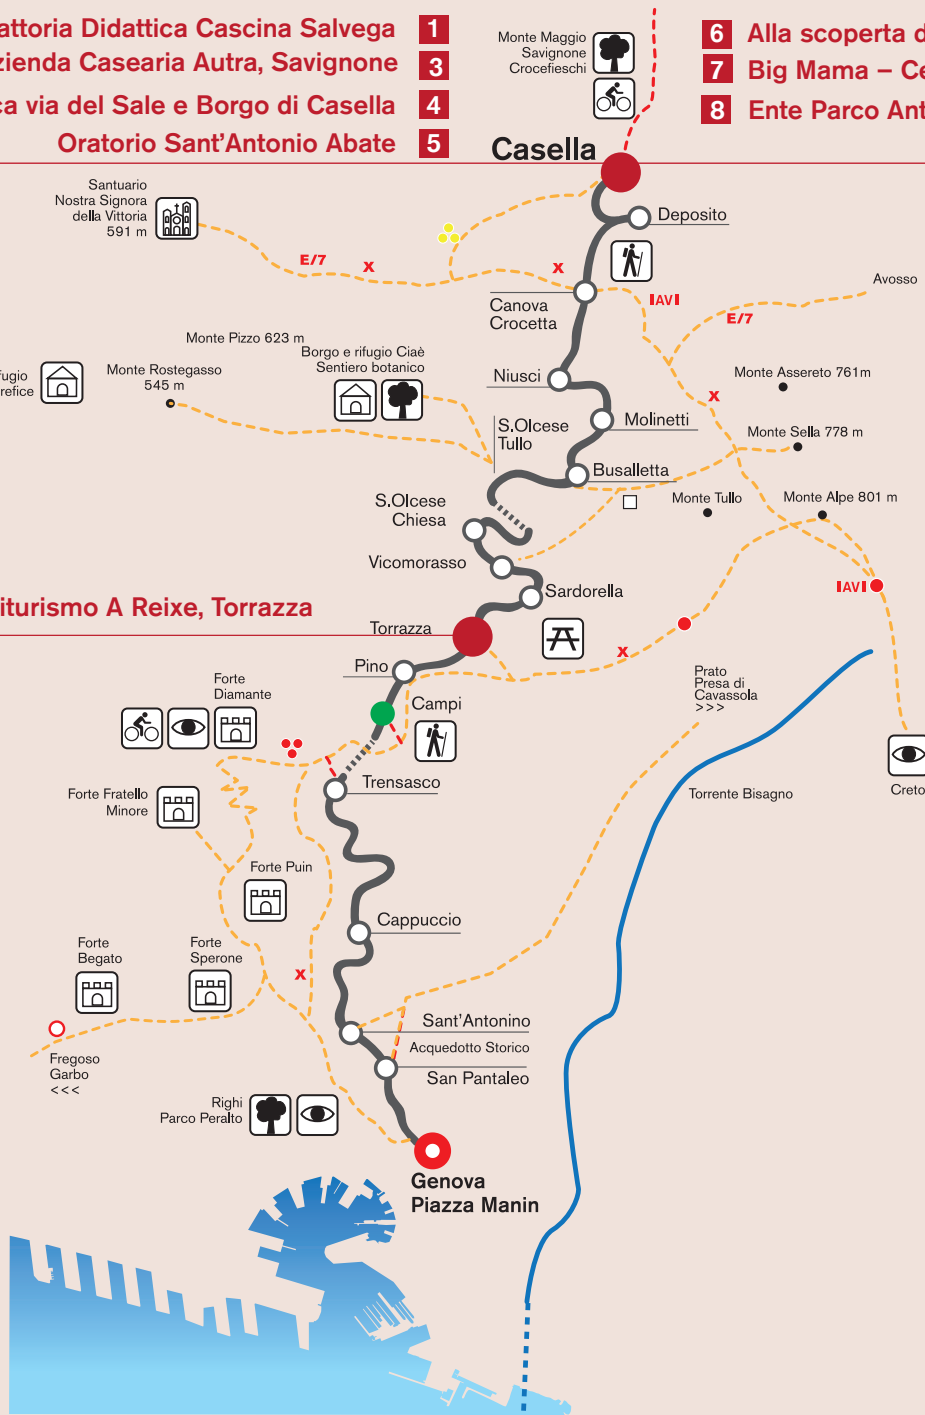 attoria Didattica Cascina Salvega 1
zienda Casearia Autra, Savignone 3
ca via del Sale e Borgo di Casella 4
Oratorio Sant'Antonio Abate 5
Monte Maggio
Savignone
Crocefieschi
6 Alla scoperta d
7 Big Mama – Ce
8 Ente Parco Ant
Casella
Santuario
Nostra Signora
della Vittoria
591 m
Deposito
E/7
X
X
Canova
Crocetta
IAVI
Avosso
E/7
Monte Pizzo 623 m
Borgo e rifugio Ciaè
Sentiero botanico
fugio
refice
Monte Rostegasso
545 m
Niusci
Monte Assereto 761m
X
S.Olcese
Tullo
Molinetti
Monte Sella 778 m
Busalletta
S.Olcese
Chiesa
Monte Tullo
Monte Alpe 801 m
Vicomorasso
Sardorella
IAVI
iturismo A Reixe, Torrazza
Torrazza
X
Pino
Prato
Presa di
Cavassola
>>>
Forte
Diamante
Campi
Trensasco
Forte Fratello
Minore
Torrente Bisagno
Creto
Forte Puin
Cappuccio
Forte
Begato
Forte
Sperone
X
Sant'Antonino
Acquedotto Storico
San Pantaleo
Fregoso
Garbo
<<<
Righi
Parco Peralto
Genova
Piazza Manin